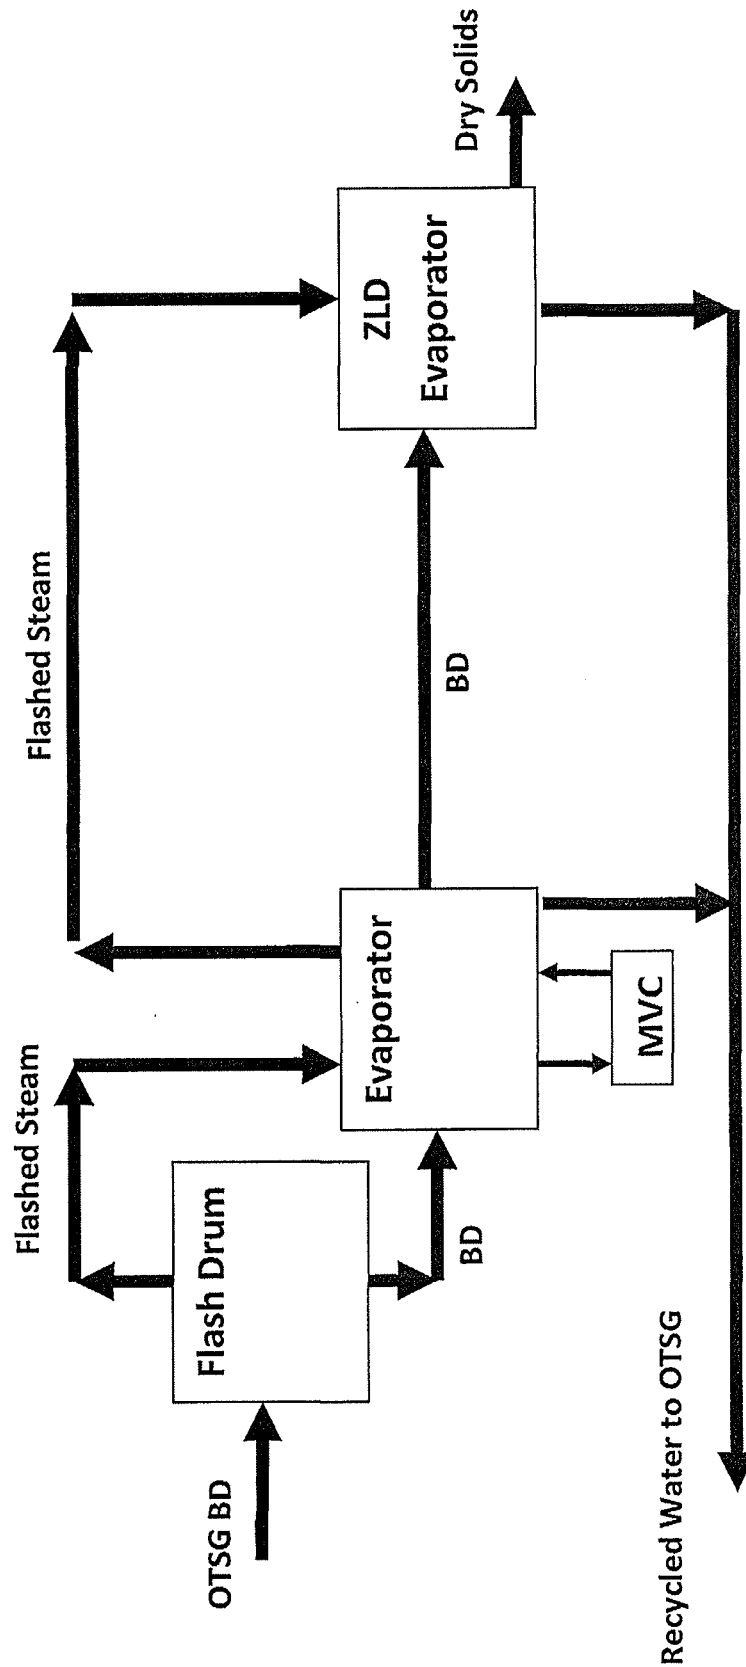 Flashed Steam
Flashed Steam
OTSG BD
Flash Drum
BD
Evaporator
MVC
BD
ZLD
Evaporator
Dry Solids
Recycled Water to OTSG